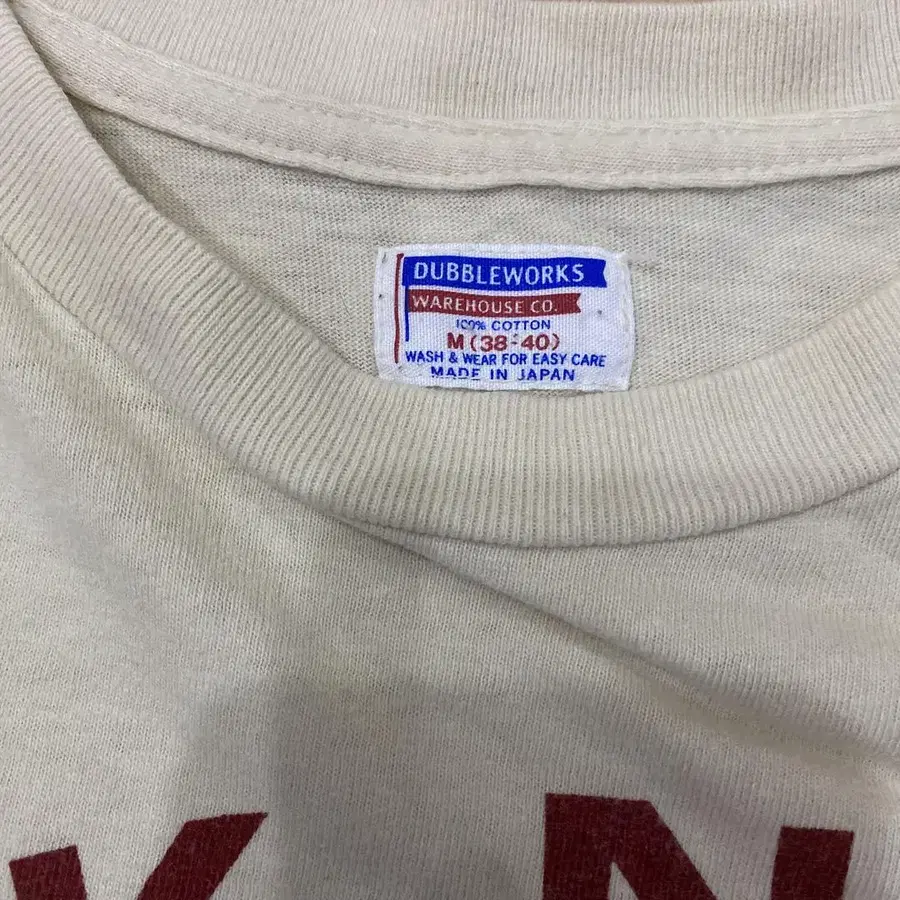 DUBBLEWORKS
WAREHOUSE CO.
100% COTTON
M (38-40)
WASH & WEAR FOR EASY CARE
MADE IN JAPAN
K N